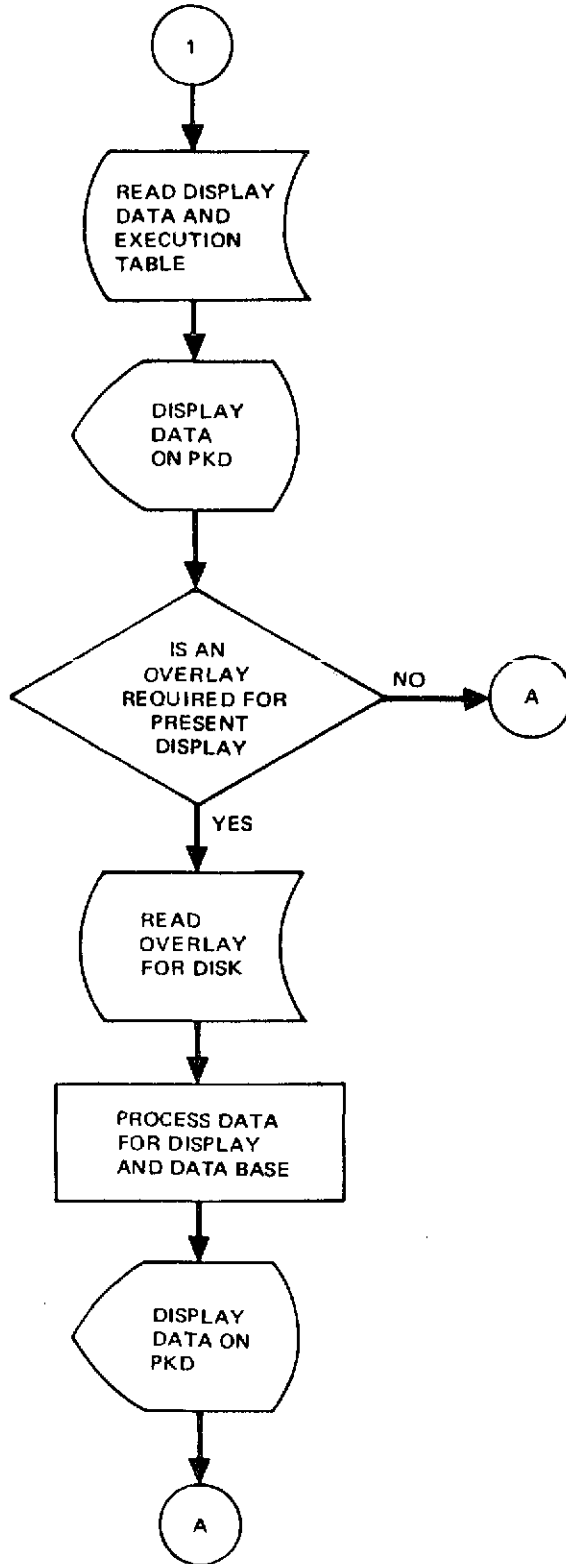 1
READ DISPLAY
DATA AND
EXECUTION
TABLE
DISPLAY
DATA
ON PKD
IS AN
OVERLAY
REQUIRED FOR
PRESENT
DISPLAY
NO
A
YES
READ
OVERLAY
FOR DISK
PROCESS DATA
FOR DISPLAY
AND DATA BASE
DISPLAY
DATA ON
PKD
A